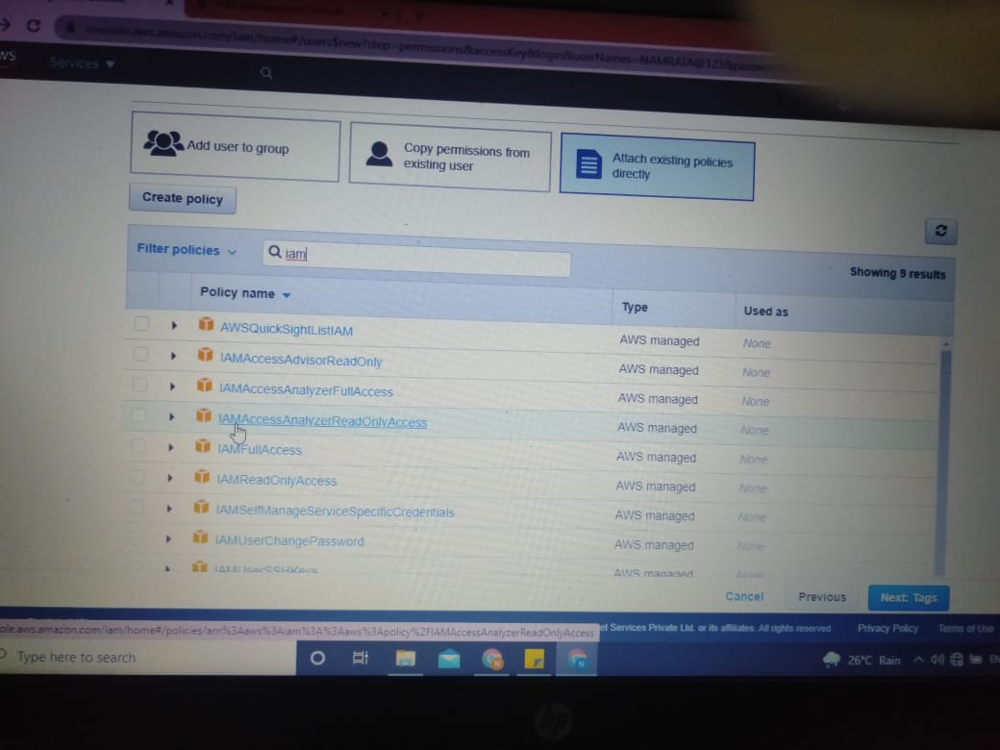 console.aws.amazon.com/iam/home#/users$new?step=permissions&accessKey&login&userNames=NAMRATA@123&passwo
WS
Services
Add user to group
Copy permissions from
existing user
Attach existing policies
directly
Create policy
Filter policies
iam
Showing 9 results
Policy name Type Used as
AWSQuickSightListIAM AWS managed None
IAMAccessAdvisorReadOnly AWS managed None
IAMAccessAnalyzerFullAccess AWS managed None
IAMAccessAnalyzerReadOnlyAccess AWS managed None
IAMFullAccess AWS managed None
IAMReadOnlyAccess AWS managed None
IAMSelfManageServiceSpecificCredentials AWS managed None
IAMUserChangePassword AWS managed None
IAMUserSSHKeys AWS managed None
Cancel Previous Next: Tags
et Services Private Ltd. or its affiliates. All rights reserved. Privacy Policy Terms of Use
ole.aws.amazon.com/iam/home#/policies/arn%3Aaws%3Aiam%3A%3Aaws%3Apolicy%2FIAMAccessAnalyzerReadOnlyAccess
Type here to search
26°C Rain EN
hp